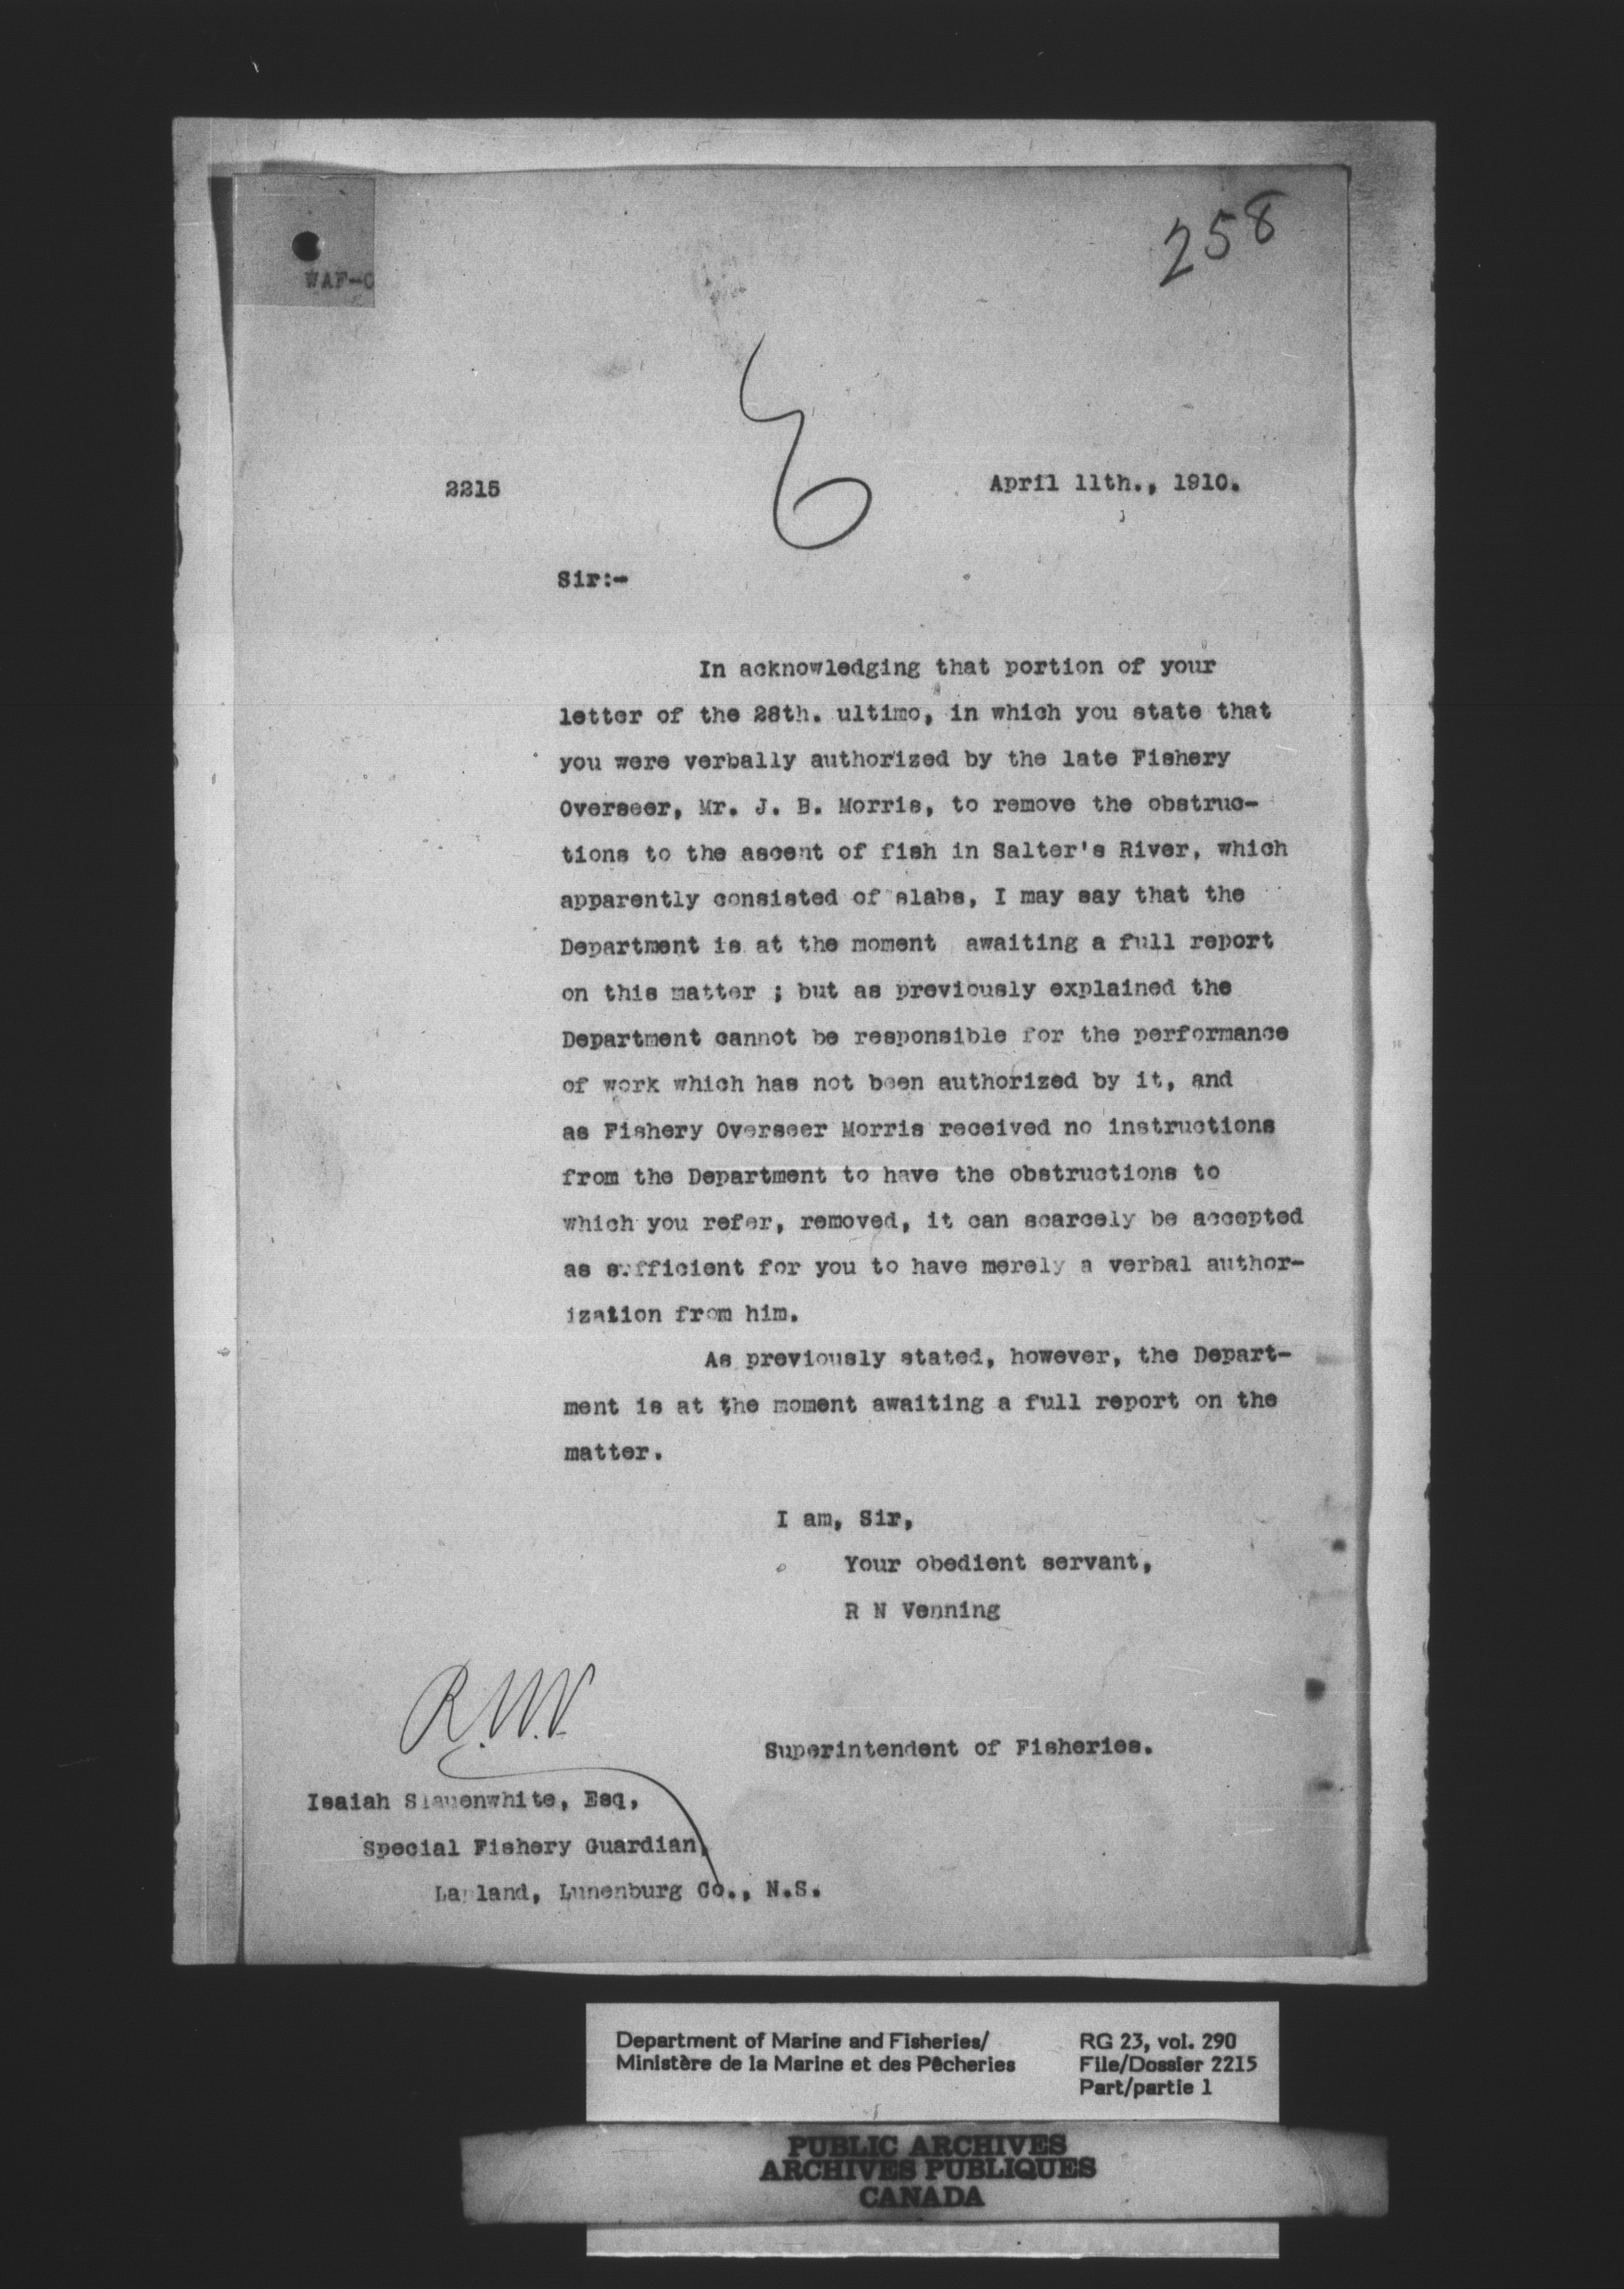 258
WAF-C
2215
April 11th., 1910.
Sir:-
In acknowledging that portion of your
letter of the 28th. ultimo, in which you state that
you were verbally authorized by the late Fishery
Overseer, Mr. J. B. Morris, to remove the obstruc-
tions to the ascent of fish in Salter's River, which
apparently consisted of slabs, I may say that the
Department is at the moment awaiting a full report
on this matter ; but as previously explained the
Department cannot be responsible for the performance
of work which has not been authorized by it, and
as Fishery Overseer Morris received no instructions
from the Department to have the obstructions to
which you refer, removed, it can scarcely be accepted
as sufficient for you to have merely a verbal author-
ization from him.
As previously stated, however, the Depart-
ment is at the moment awaiting a full report on the
matter.
I am, Sir,
Your obedient servant,
R N Venning
R.N.V.
Superintendent of Fisheries.
Isaiah Slauenwhite, Esq,
Special Fishery Guardian,
Lapland, Lunenburg Co., N.S.
Department of Marine and Fisheries/
Ministère de la Marine et des Pêcheries
RG 23, vol. 290
File/Dossier 2215
Part/partie 1
PUBLIC ARCHIVES
ARCHIVES PUBLIQUES
CANADA